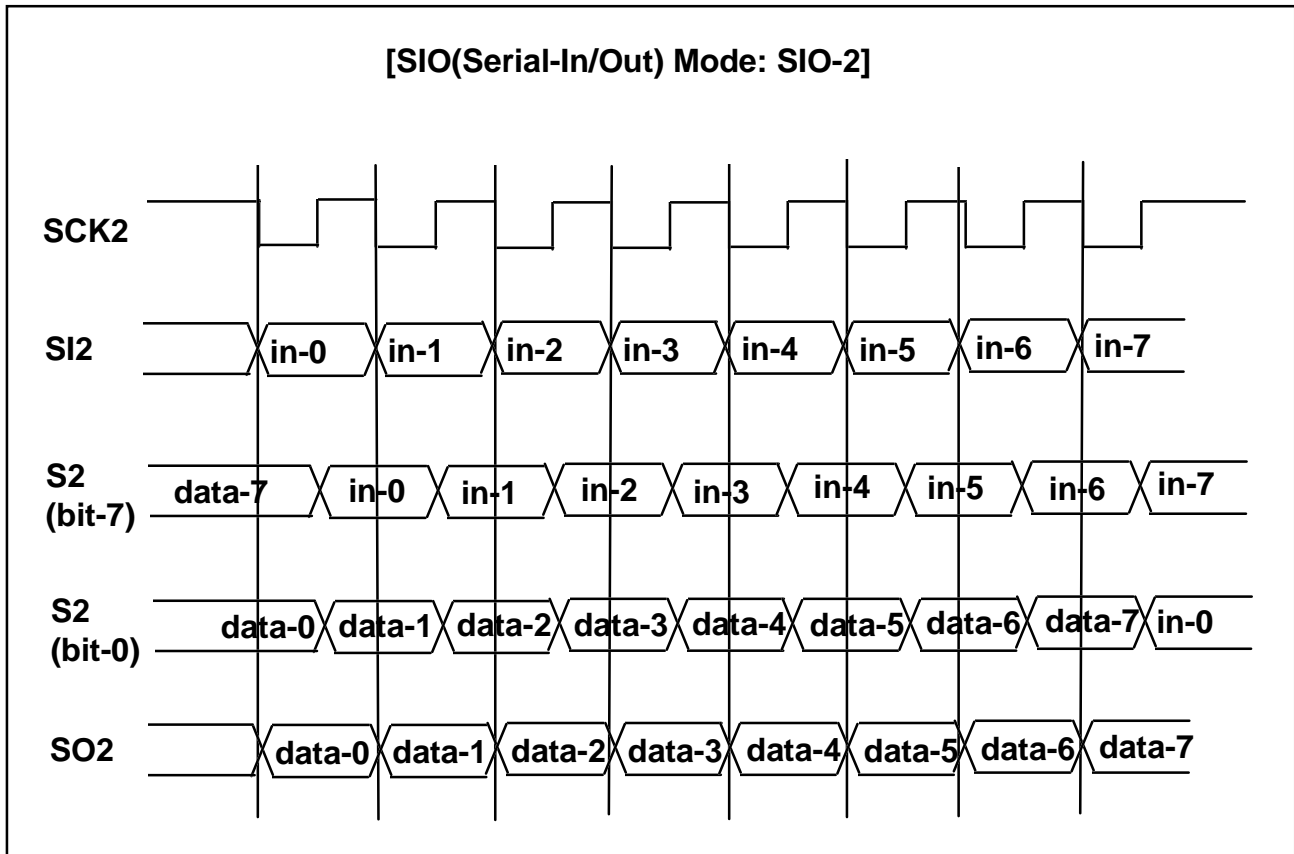 [SIO(Serial-In/Out) Mode: SIO-2]
SCK2
SI2 in-0 in-1 in-2 in-3 in-4 in-5 in-6 in-7
S2
(bit-7) data-7 in-0 in-1 in-2 in-3 in-4 in-5 in-6 in-7
S2
(bit-0) data-0 data-1 data-2 data-3 data-4 data-5 data-6 data-7 in-0
SO2 data-0 data-1 data-2 data-3 data-4 data-5 data-6 data-7